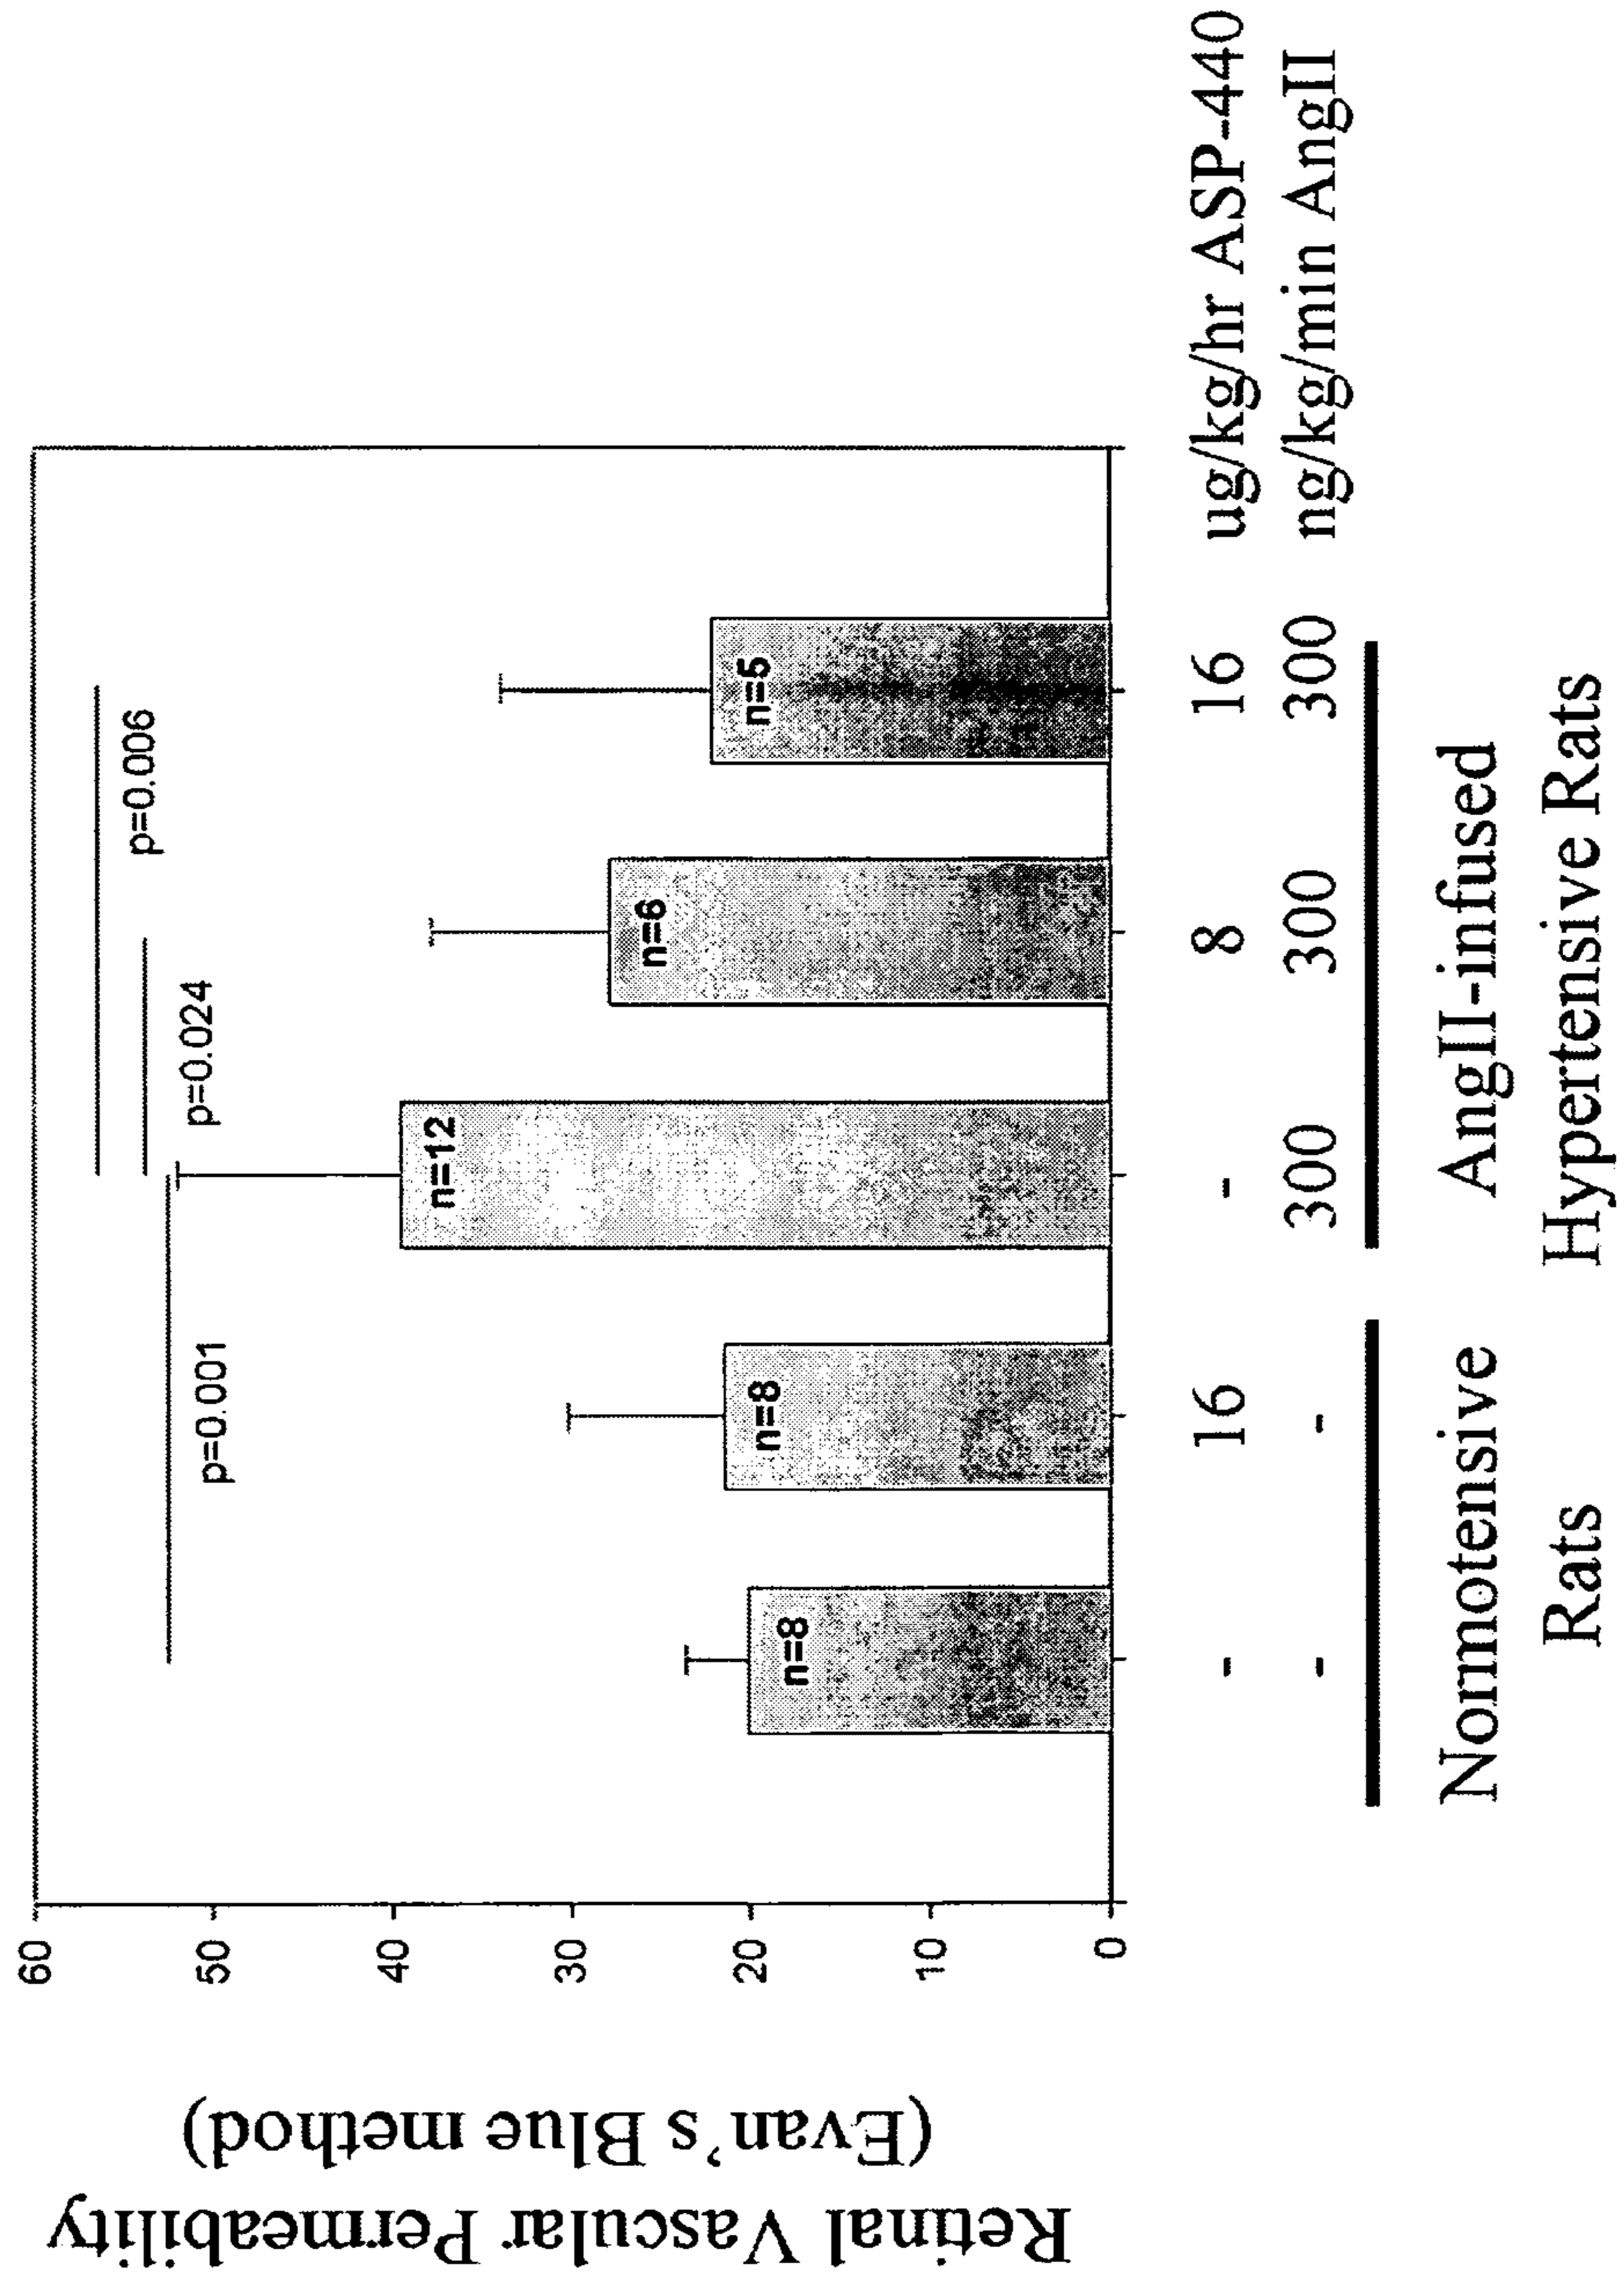 Retinal Vascular Permeability
(Evan's Blue method)
60
50
40
30
20
10
0
p=0.001
p=0.024
p=0.006
n=8
n=8
n=12
n=6
n=5
- 16 - 8 16 ug/kg/hr ASP-440
- - 300 300 300 ng/kg/min AngII
Normotensive
Rats
AngII-infused
Hypertensive Rats